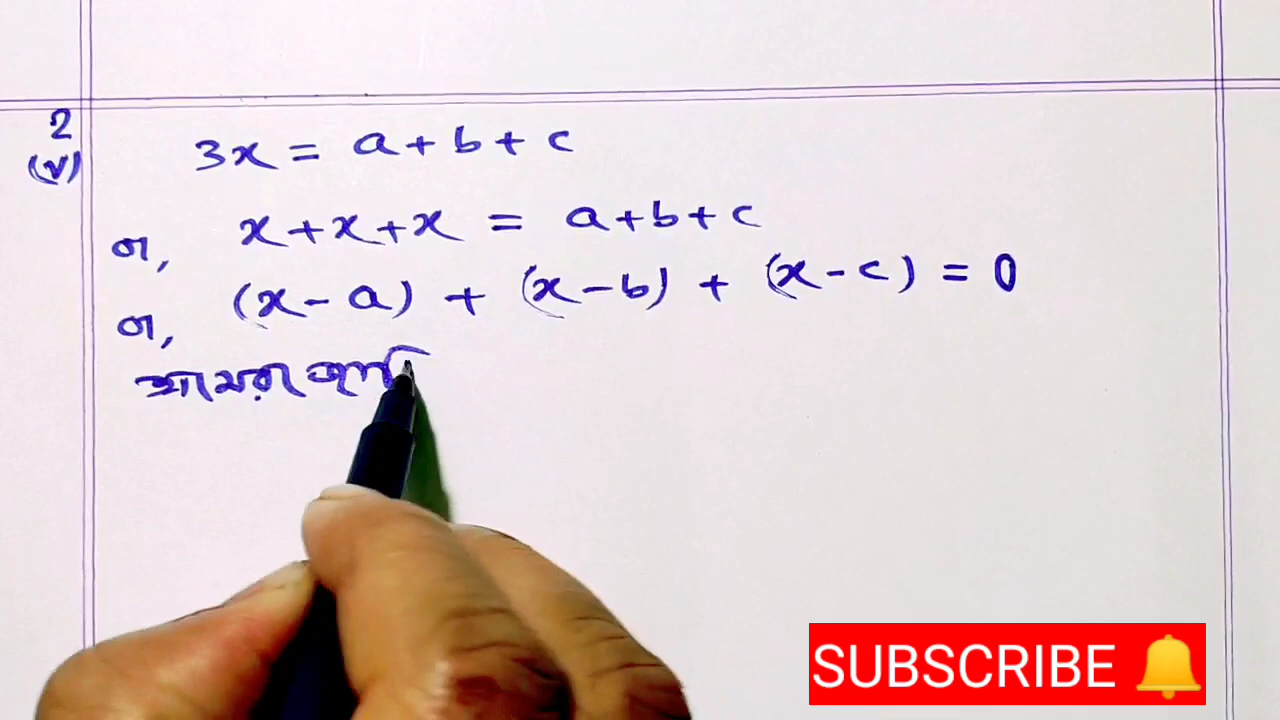 2
(v)
3x = a + b + c
বা, x + x + x = a + b + c
বা, (x - a) + (x - b) + (x - c) = 0
আমরা
SUBSCRIBE